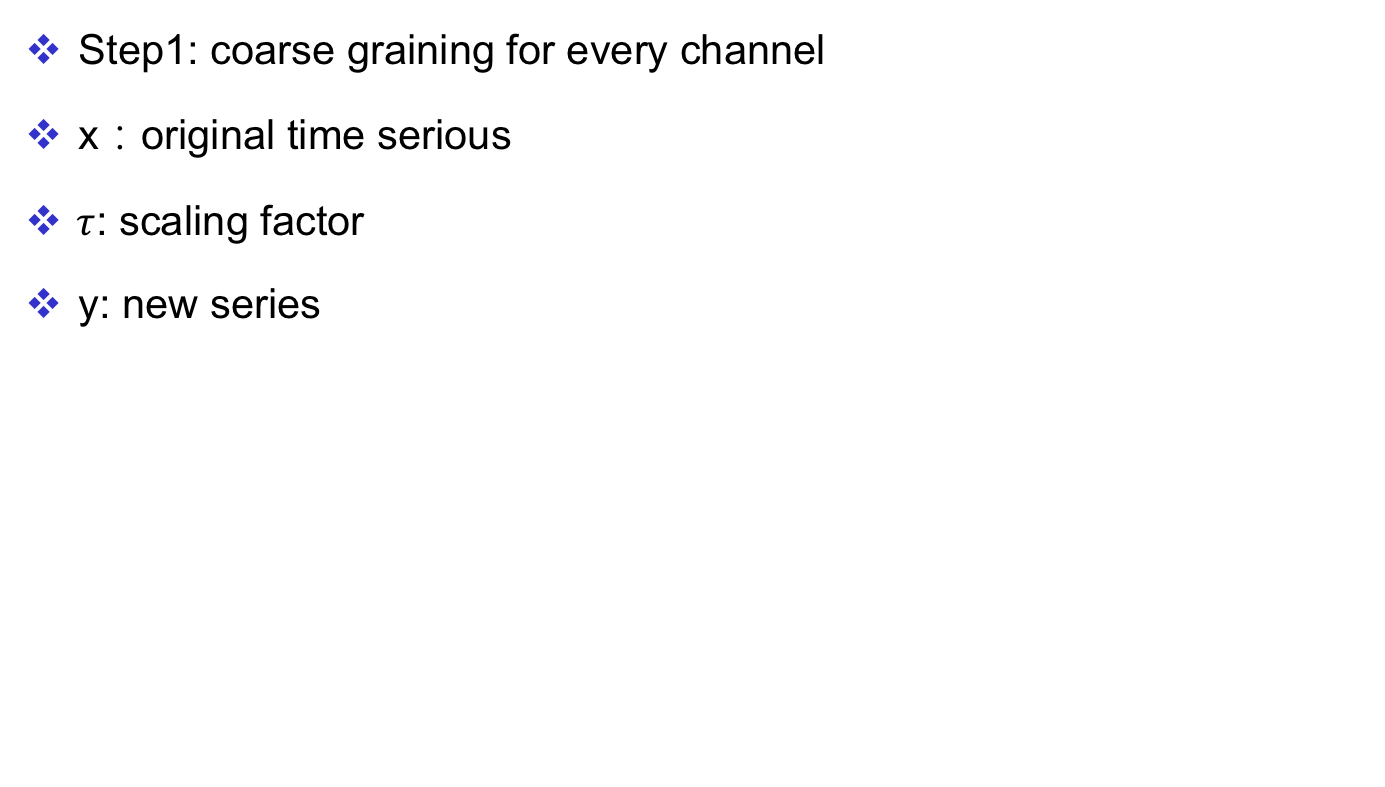 ❖ Step1: coarse graining for every channel
❖ x：original time serious
❖ 𝜏: scaling factor
❖ y: new series